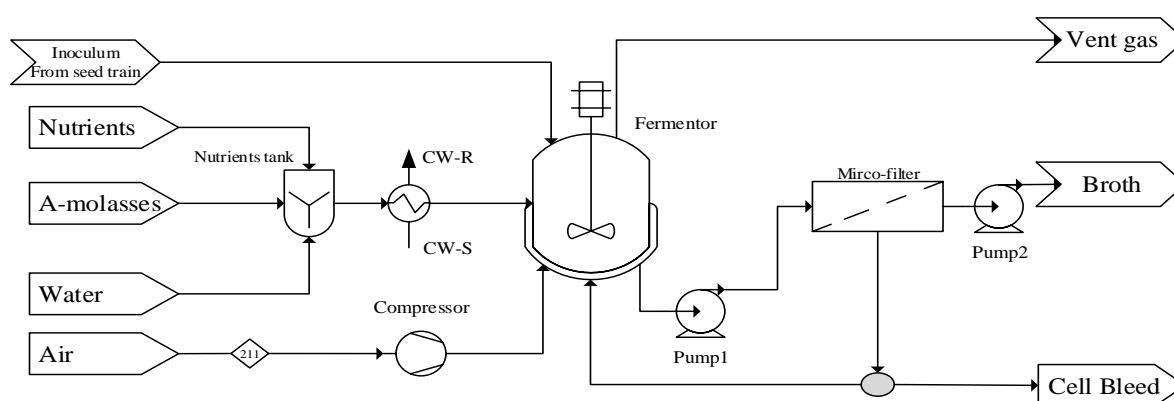 Vent gas
Inoculum
From seed train
Nutrients
Fermentor
Nutrients tank
CW-R
Mirco-filter
A-molasses
Broth
CW-S
Pump2
Water
Compressor
Air
211
Pump1
Cell Bleed